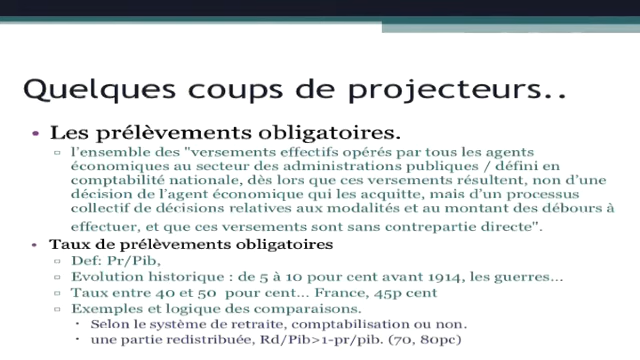 Quelques coups de projecteurs..
• Les prélèvements obligatoires.
▫ l'ensemble des "versements effectifs opérés par tous les agents
économiques au secteur des administrations publiques / défini en
comptabilité nationale, dès lors que ces versements résultent, non d'une
décision de l'agent économique qui les acquitte, mais d'un processus
collectif de décisions relatives aux modalités et au montant des débours à
effectuer, et que ces versements sont sans contrepartie directe".
• Taux de prélèvements obligatoires
▫ Def: Pr/Pib,
▫ Evolution historique : de 5 à 10 pour cent avant 1914, les guerres...
▫ Taux entre 40 et 50 pour cent... France, 45p cent
▫ Exemples et logique des comparaisons.
• Selon le système de retraite, comptabilisation ou non.
• une partie redistribuée, Rd/Pib>1-pr/pib. (70, 80pc)